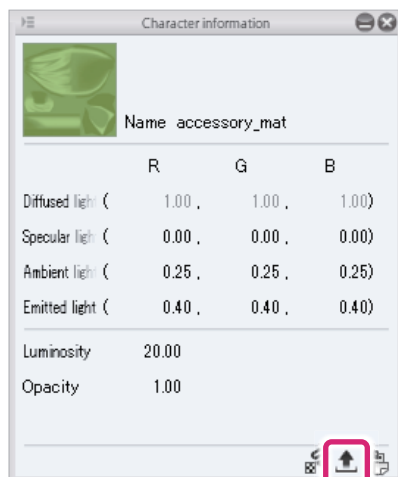 Character information
Name accessory_mat
R G B
Diffused light ( 1.00 , 1.00 , 1.00)
Specular ligh ( 0.00 , 0.00 , 0.00)
Ambient light ( 0.25 , 0.25 , 0.25)
Emitted light ( 0.40 , 0.40 , 0.40)
Luminosity 20.00
Opacity 1.00